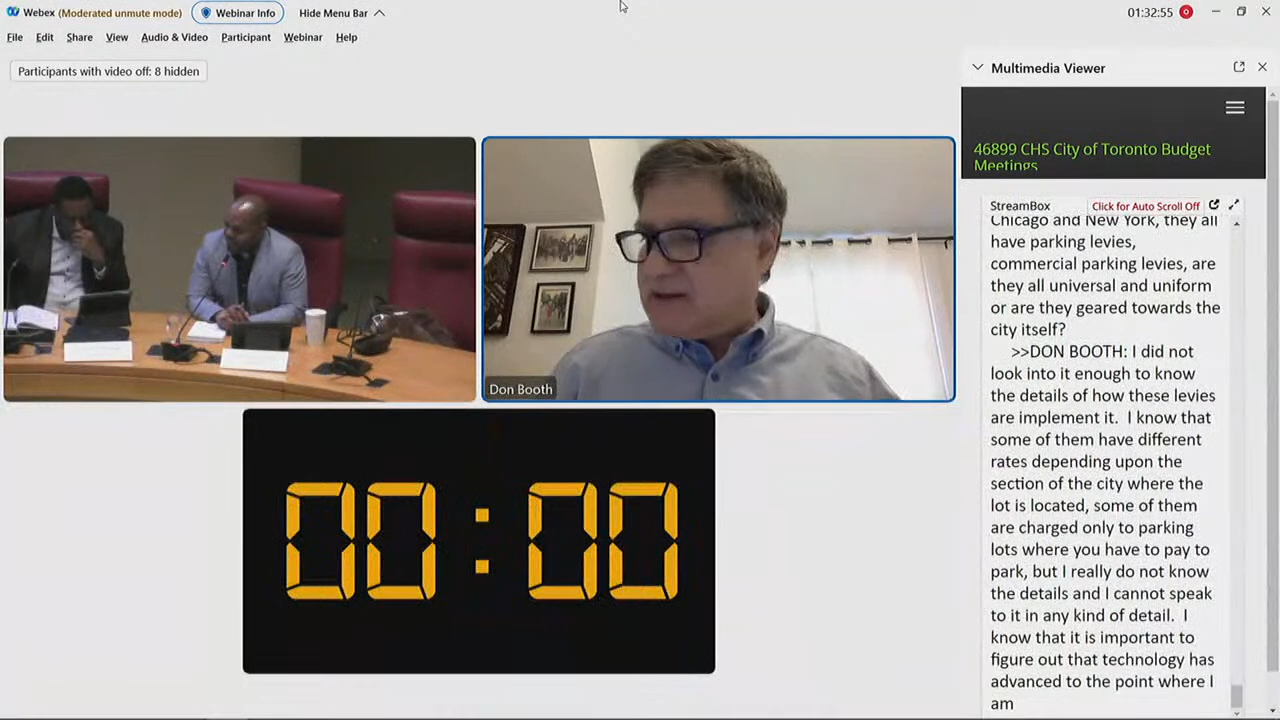 Webex (Moderated unmute mode)
Webinar Info
Hide Menu Bar
01:32:55
File Edit Share View Audio & Video Participant Webinar Help
Participants with video off: 8 hidden
Multimedia Viewer
46899 CHS City of Toronto Budget
Meetings
StreamBox
Click for Auto Scroll Off
Chicago and New York, they all
have parking levies,
commercial parking levies, are
they all universal and uniform
or are they geared towards the
city itself?
>>DON BOOTH: I did not
look into it enough to know
the details of how these levies
are implement it. I know that
some of them have different
rates depending upon the
section of the city where the
lot is located, some of them
are charged only to parking
lots where you have to pay to
park, but I really do not know
the details and I cannot speak
to it in any kind of detail. I
know that it is important to
figure out that technology has
advanced to the point where I
am
Don Booth
00:00